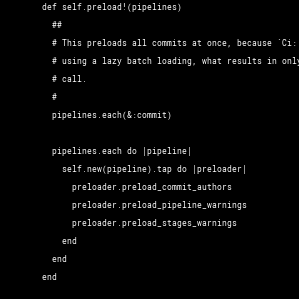 def self.preload!(pipelines)
##
# This preloads all commits at once, because `Ci:
# using a lazy batch loading, what results in only
# call.
#
pipelines.each(&:commit)
pipelines.each do |pipeline|
self.new(pipeline).tap do |preloader|
preloader.preload_commit_authors
preloader.preload_pipeline_warnings
preloader.preload_stages_warnings
end
end
end